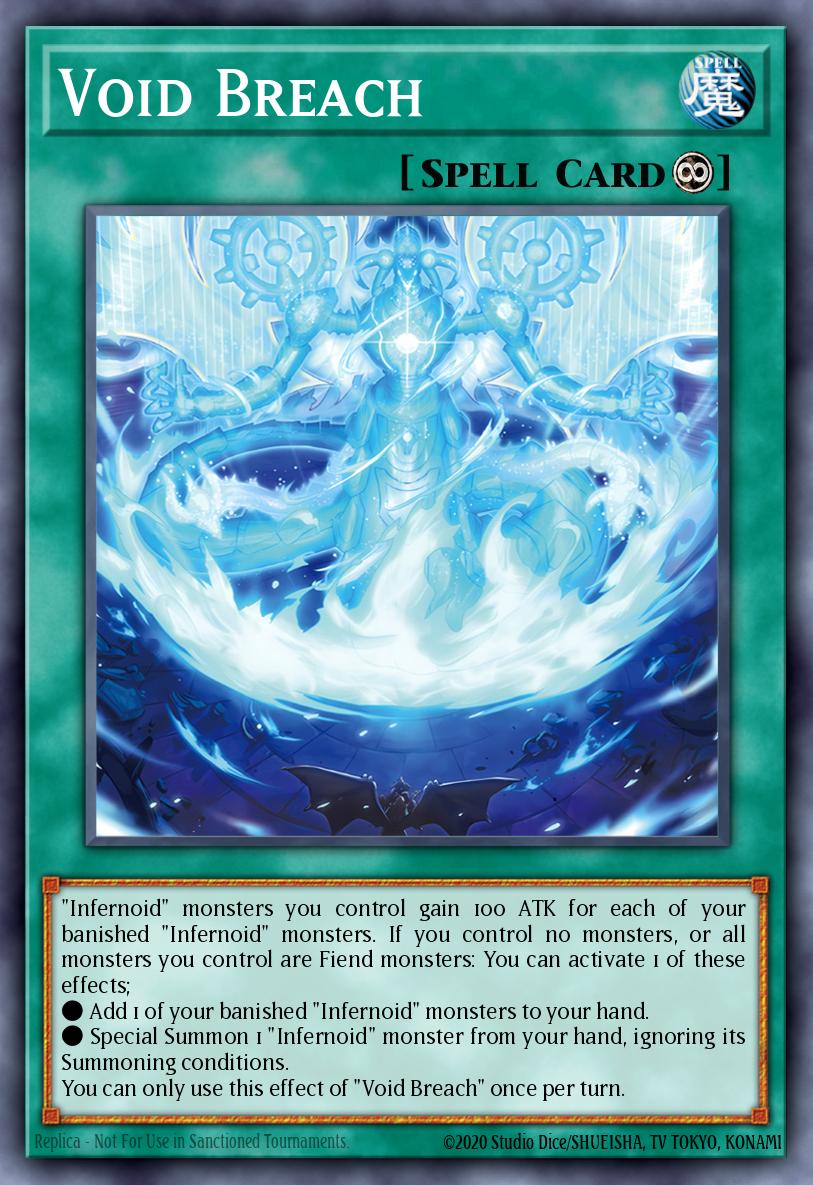 Void Breach
SPELL
魔
[Spell Card∞]
"Infernoid" monsters you control gain 100 ATK for each of your
banished "Infernoid" monsters. If you control no monsters, or all
monsters you control are Fiend monsters: You can activate 1 of these
effects;
● Add 1 of your banished "Infernoid" monsters to your hand.
● Special Summon 1 "Infernoid" monster from your hand, ignoring its
Summoning conditions.
You can only use this effect of "Void Breach" once per turn.
Replica - Not For Use in Sanctioned Tournaments.
©2020 Studio Dice/SHUEISHA, TV TOKYO, KONAMI